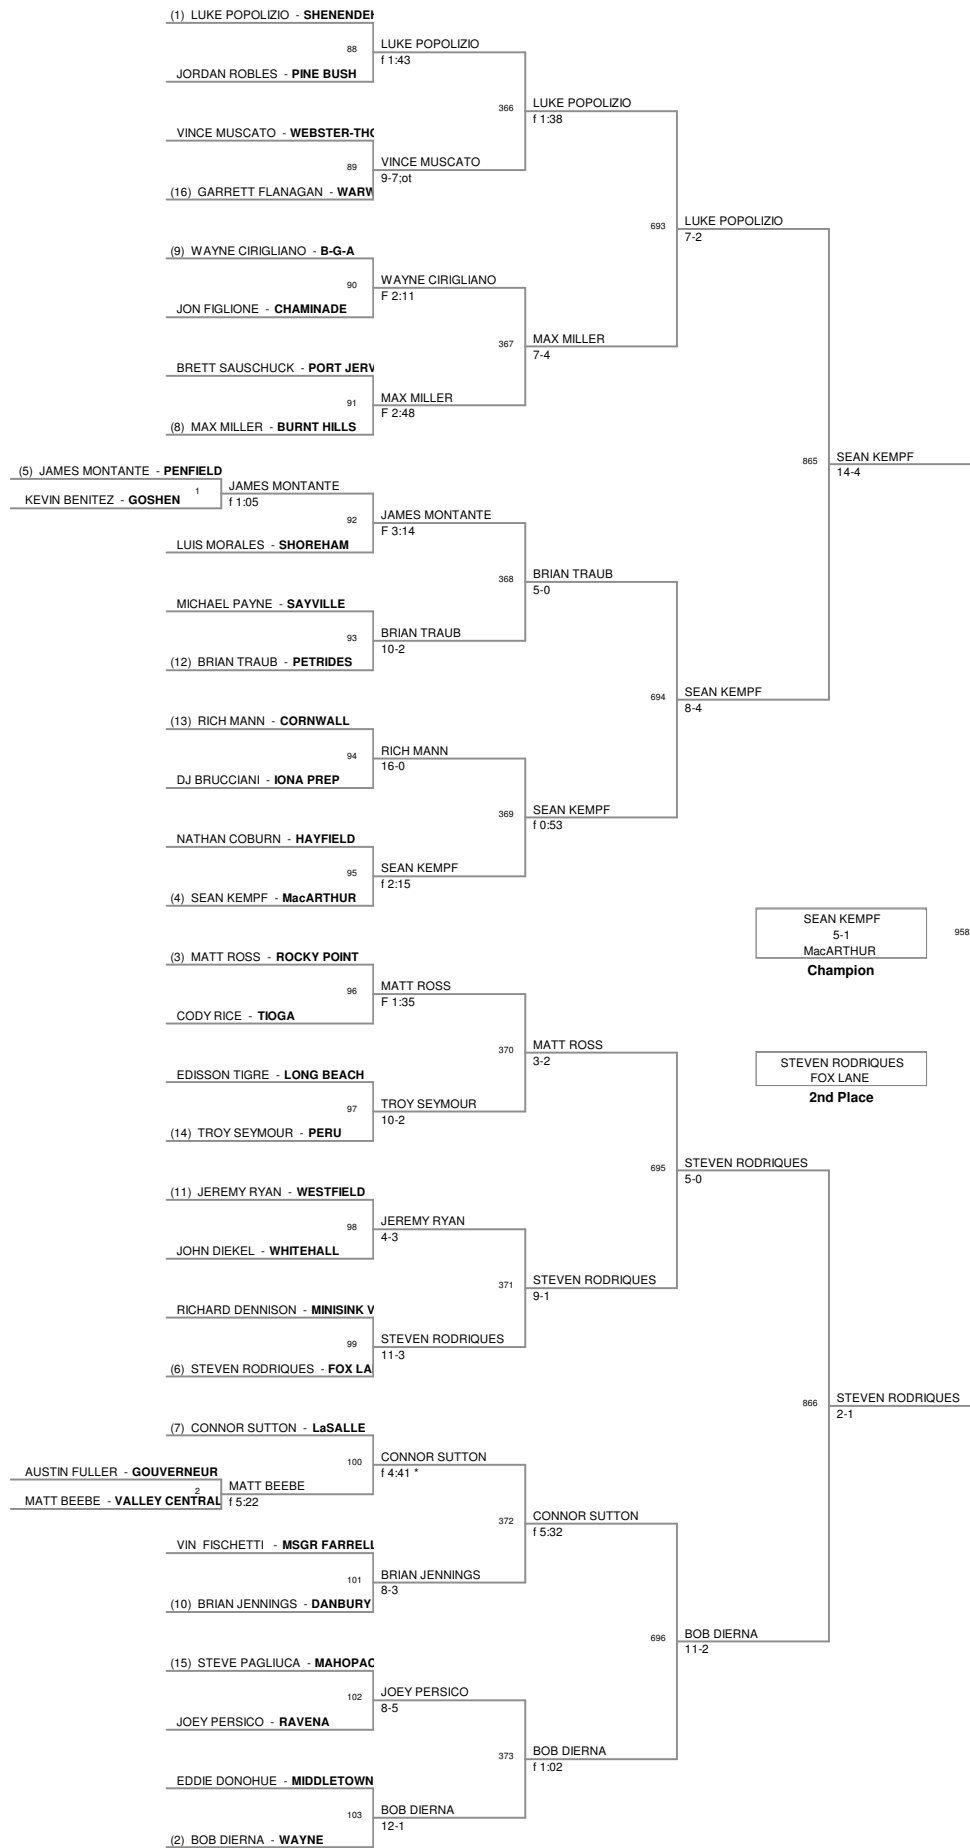 (1) LUKE POPOLIZIO - SHENENDEH
88
LUKE POPOLIZIO
f 1:43
JORDAN ROBLES - PINE BUSH
366
LUKE POPOLIZIO
f 1:38
VINCE MUSCATO - WEBSTER-THO
89
VINCE MUSCATO
9-7;ot
(16) GARRETT FLANAGAN - WARW
693
LUKE POPOLIZIO
7-2
(9) WAYNE CIRIGLIANO - B-G-A
90
WAYNE CIRIGLIANO
F 2:11
JON FIGLIONE - CHAMINADE
367
MAX MILLER
7-4
BRETT SAUSCHUCK - PORT JERV
91
MAX MILLER
F 2:48
(8) MAX MILLER - BURNT HILLS
865
SEAN KEMPF
14-4
(5) JAMES MONTANTE - PENFIELD
1
JAMES MONTANTE
f 1:05
KEVIN BENITEZ - GOSHEN
92
JAMES MONTANTE
F 3:14
LUIS MORALES - SHOREHAM
368
BRIAN TRAUB
5-0
MICHAEL PAYNE - SAYVILLE
93
BRIAN TRAUB
10-2
(12) BRIAN TRAUB - PETRIDES
694
SEAN KEMPF
8-4
(13) RICH MANN - CORNWALL
94
RICH MANN
16-0
DJ BRUCCIANI - IONA PREP
369
SEAN KEMPF
f 0:53
NATHAN COBURN - HAYFIELD
95
SEAN KEMPF
f 2:15
(4) SEAN KEMPF - MacARTHUR
SEAN KEMPF
5-1
MacARTHUR
958
Champion
(3) MATT ROSS - ROCKY POINT
96
MATT ROSS
F 1:35
CODY RICE - TIOGA
370
MATT ROSS
3-2
STEVEN RODRIQUES
FOX LANE
2nd Place
EDISSON TIGRE - LONG BEACH
97
TROY SEYMOUR
10-2
(14) TROY SEYMOUR - PERU
695
STEVEN RODRIQUES
5-0
(11) JEREMY RYAN - WESTFIELD
98
JEREMY RYAN
4-3
JOHN DIEKEL - WHITEHALL
371
STEVEN RODRIQUES
9-1
RICHARD DENNISON - MINISINK V
99
STEVEN RODRIQUES
11-3
(6) STEVEN RODRIQUES - FOX LA
866
STEVEN RODRIQUES
2-1
(7) CONNOR SUTTON - LaSALLE
100
CONNOR SUTTON
f 4:41 *
AUSTIN FULLER - GOUVERNEUR
2
MATT BEEBE
f 5:22
MATT BEEBE - VALLEY CENTRAL
372
CONNOR SUTTON
f 5:32
VIN FISCHETTI - MSGR FARRELL
101
BRIAN JENNINGS
8-3
(10) BRIAN JENNINGS - DANBURY
696
BOB DIERNA
11-2
(15) STEVE PAGLIUCA - MAHOPAC
102
JOEY PERSICO
8-5
JOEY PERSICO - RAVENA
373
BOB DIERNA
f 1:02
EDDIE DONOHUE - MIDDLETOWN
103
BOB DIERNA
12-1
(2) BOB DIERNA - WAYNE